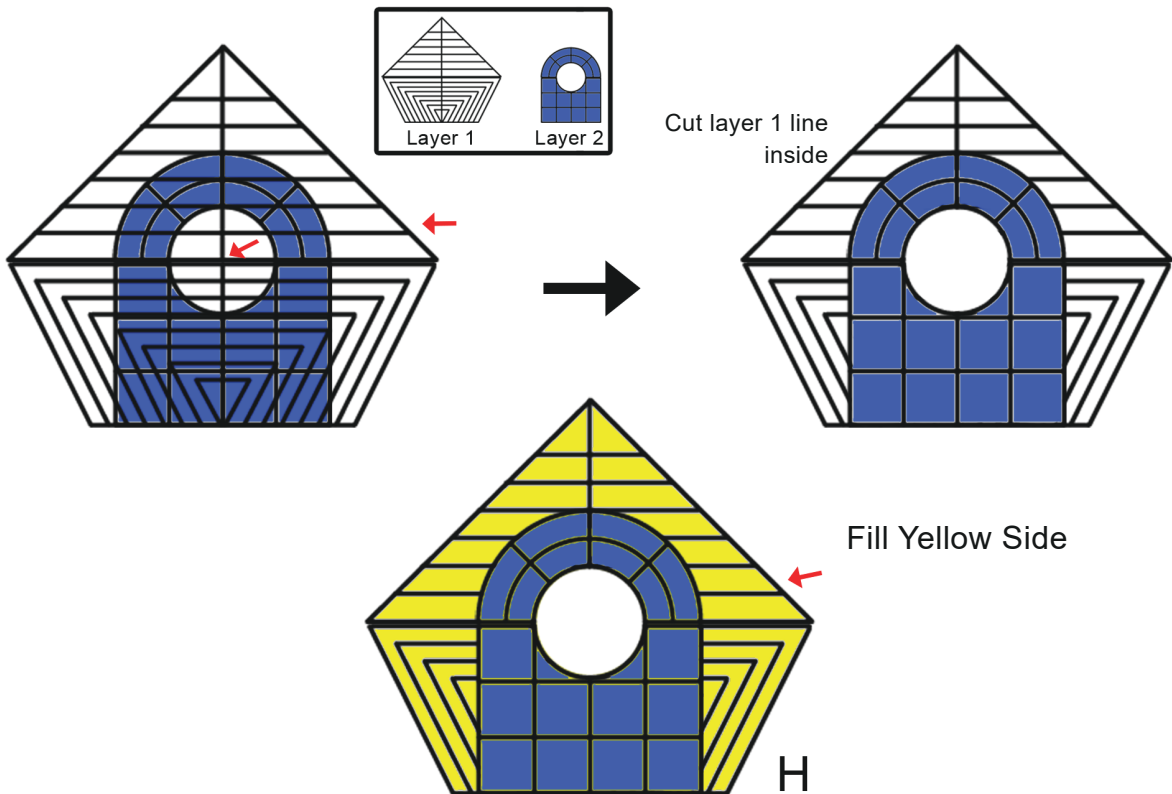 Layer 1
Layer 2
Cut layer 1 line
inside
Fill Yellow Side
H